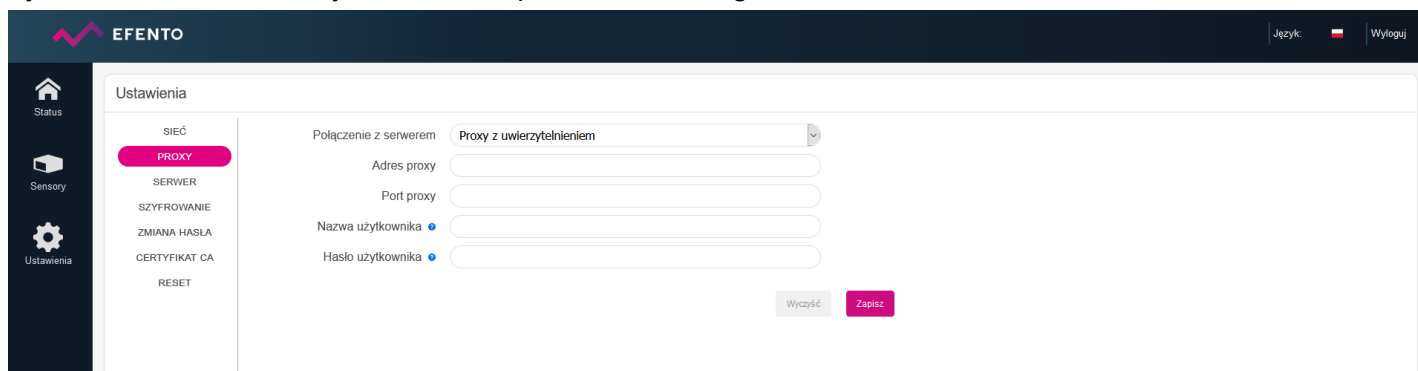 EFENTO
Język:
Wyloguj
Status
Sensory
Ustawienia
Ustawienia
SIEĆ
PROXY
SERWER
SZYFROWANIE
ZMIANA HASŁA
CERTYFIKAT CA
RESET
Połączenie z serwerem Proxy z uwierzytelnieniem
Adres proxy
Port proxy
Nazwa użytkownika ?
Hasło użytkownika ?
Wyczyść Zapisz